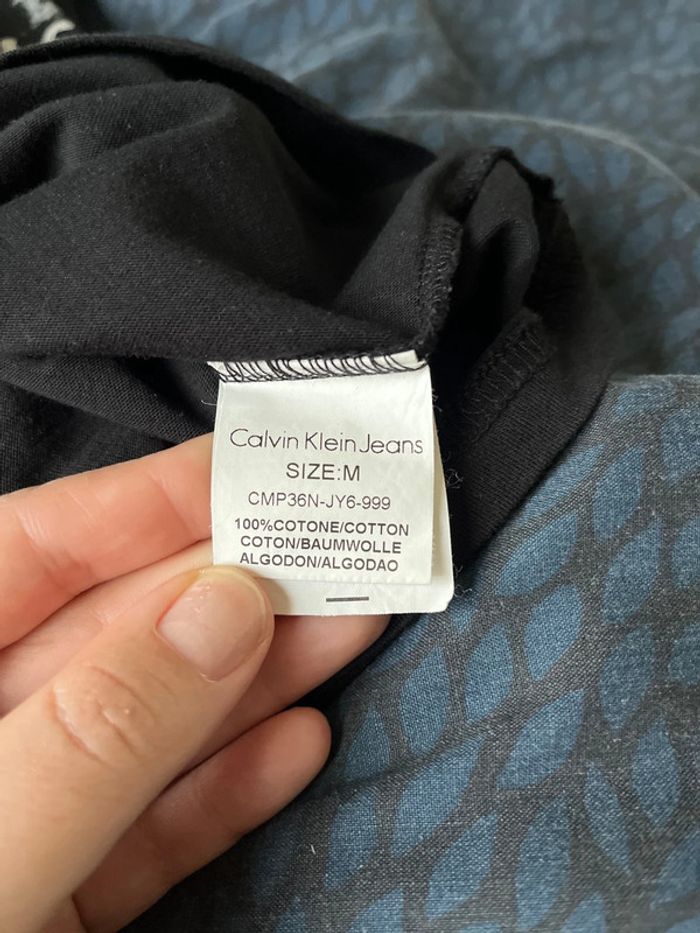 Calvin Klein Jeans
SIZE:M
CMP36N-JY6-999
100%COTONE/COTTON
COTON/BAUMWOLLE
ALGODON/ALGODAO